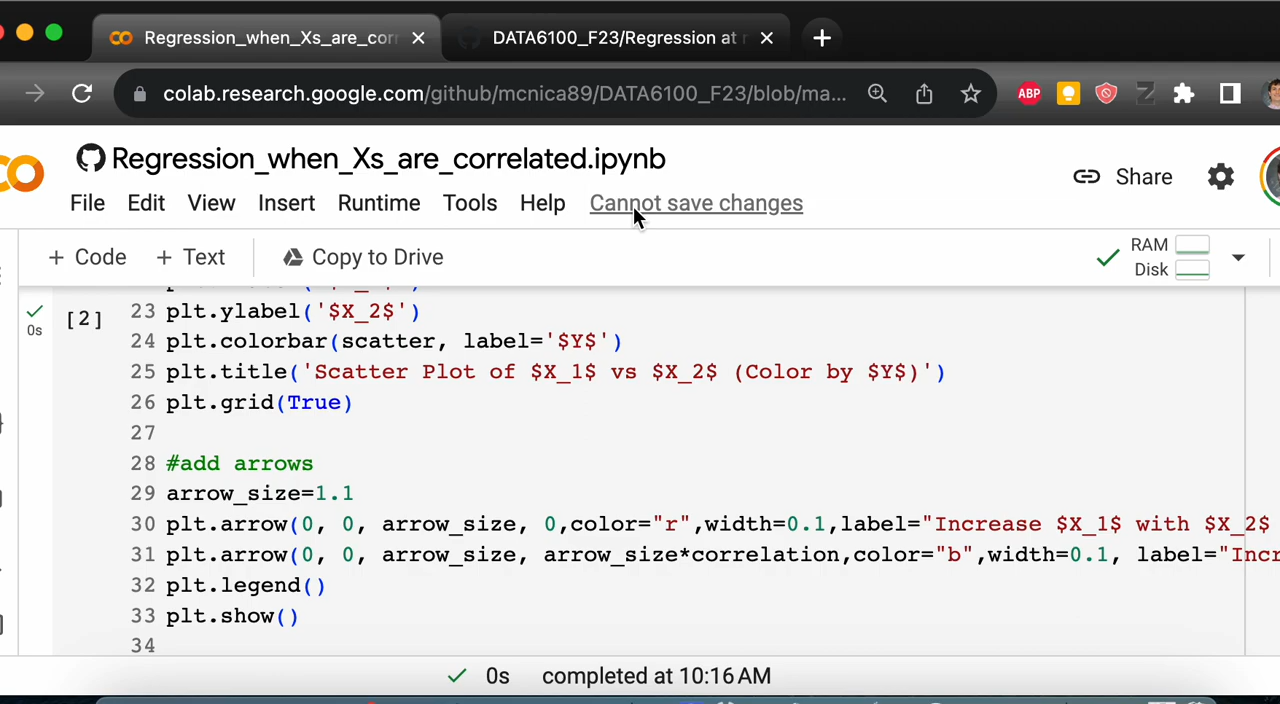 Regression_when_Xs_are_cor
DATA6100_F23/Regression at
colab.research.google.com/github/mcnica89/DATA6100_F23/blob/ma...
ABP
Regression_when_Xs_are_correlated.ipynb
Share
File Edit View Insert Runtime Tools Help Cannot save changes
+ Code + Text Copy to Drive
RAM
Disk
0s
[2]
23 plt.ylabel('$X_2$')
24 plt.colorbar(scatter, label='$Y$')
25 plt.title('Scatter Plot of $X_1$ vs $X_2$ (Color by $Y$)')
26 plt.grid(True)
27
28 #add arrows
29 arrow_size=1.1
30 plt.arrow(0, 0, arrow_size, 0,color="r",width=0.1,label="Increase $X_1$ with $X_2$
31 plt.arrow(0, 0, arrow_size, arrow_size*correlation,color="b",width=0.1, label="Incr
32 plt.legend()
33 plt.show()
34
0s completed at 10:16 AM